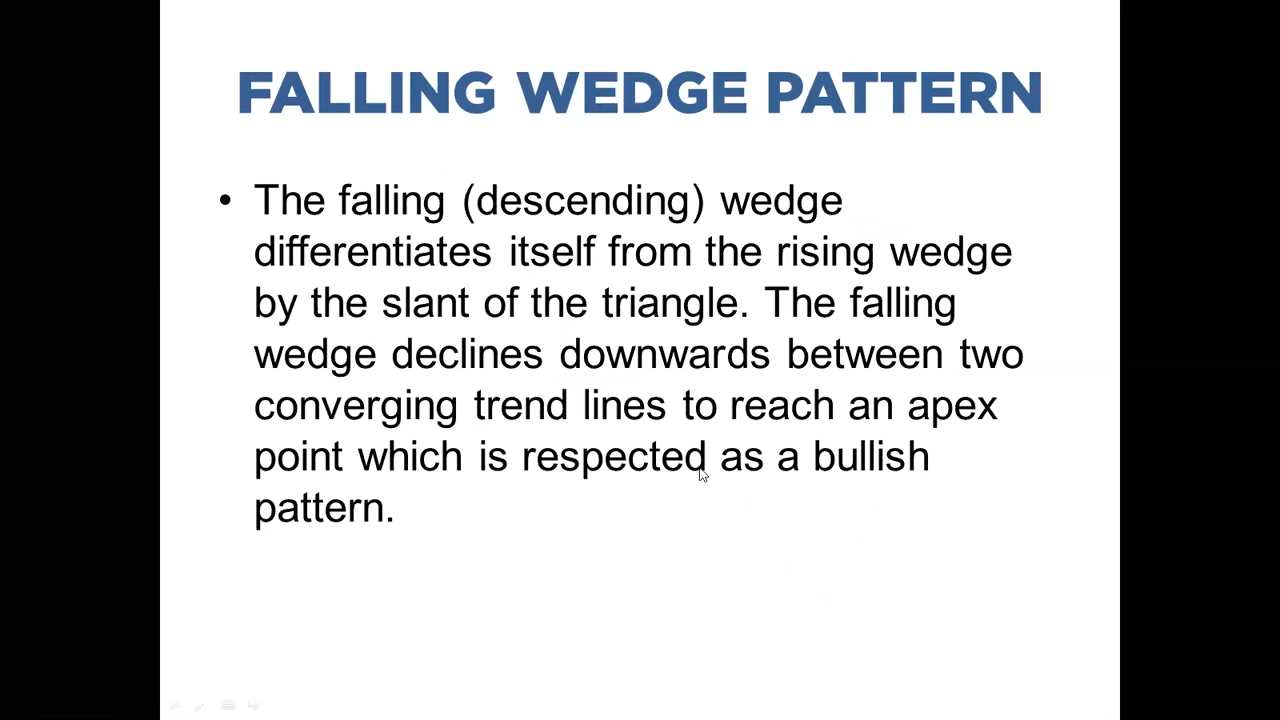 FALLING WEDGE PATTERN
• The falling (descending) wedge
differentiates itself from the rising wedge
by the slant of the triangle. The falling
wedge declines downwards between two
converging trend lines to reach an apex
point which is respected as a bullish
pattern.